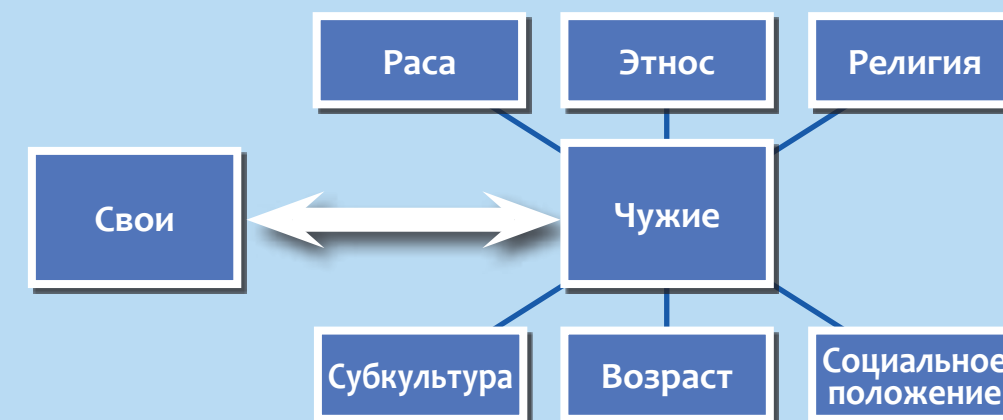 Раса
Этнос
Религия
Свои
Чужие
Субкультура
Возраст
Социальное
положение